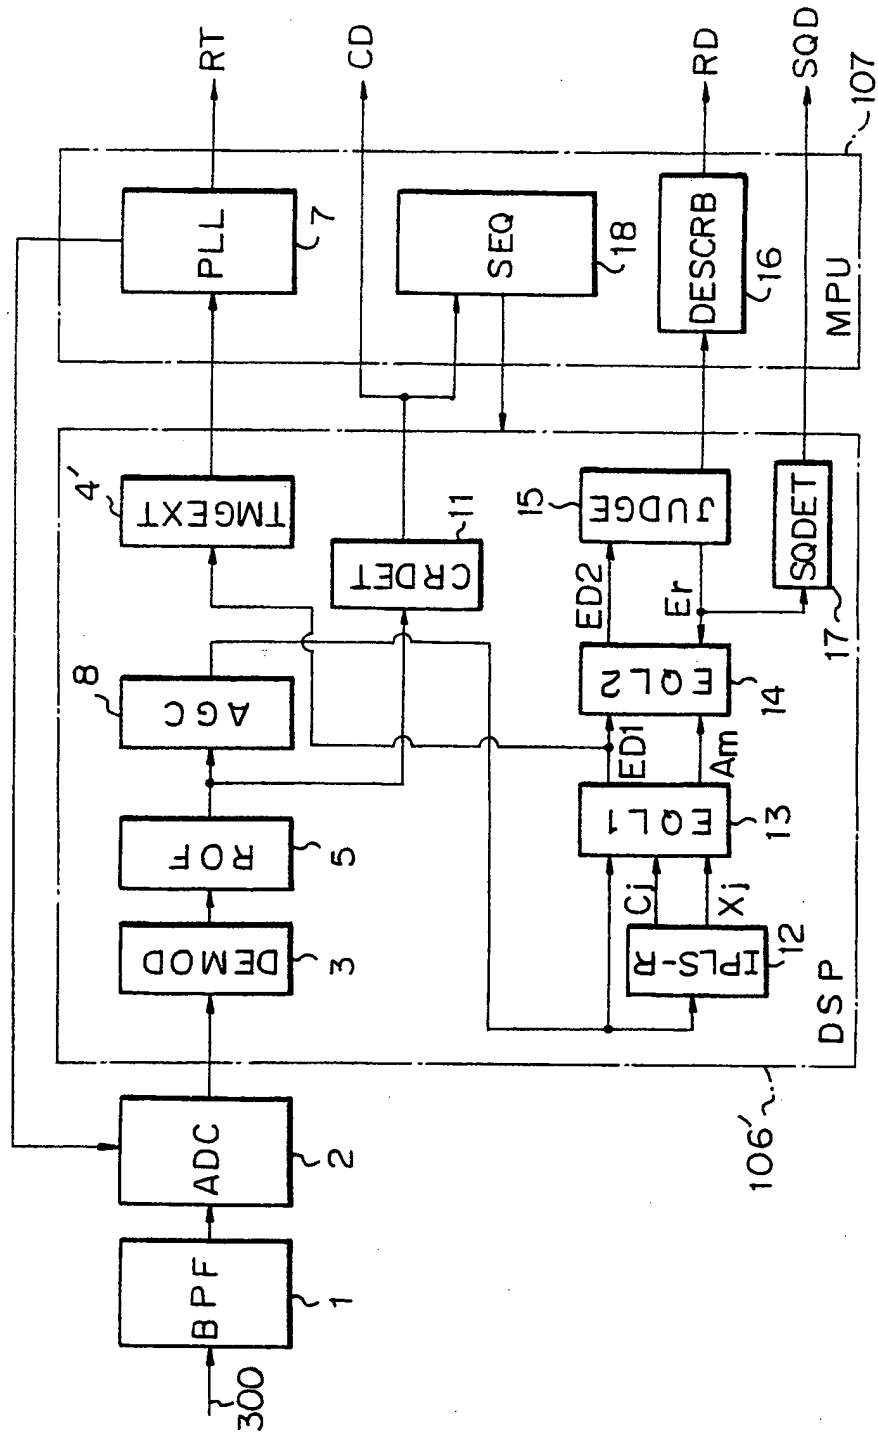 300
BPF
1
ADC
2
DEMOD
3
ROF
5
AGC
8
TMGEXT
4'
PLL
7
RT
CRDET
11
CD
SEQ
18
IPLS-R
12
Cj
Xj
EQL1
13
ED1
Am
EQL2
14
ED2
Er
JUDGE
15
DESCRB
16
RD
SQDET
17
SQD
DSP
106'
MPU
107